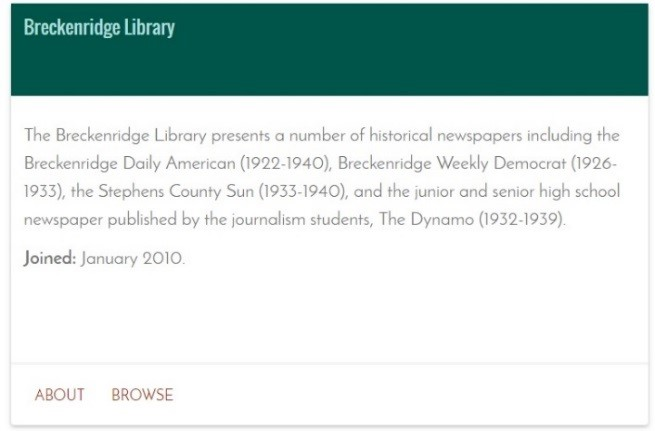 Breckenridge Library
The Breckenridge Library presents a number of historical newspapers including the
Breckenridge Daily American (1922-1940), Breckenridge Weekly Democrat (1926-
1933), the Stephens County Sun (1933-1940), and the junior and senior high school
newspaper published by the journalism students, The Dynamo (1932-1939).
Joined: January 2010.
ABOUT BROWSE